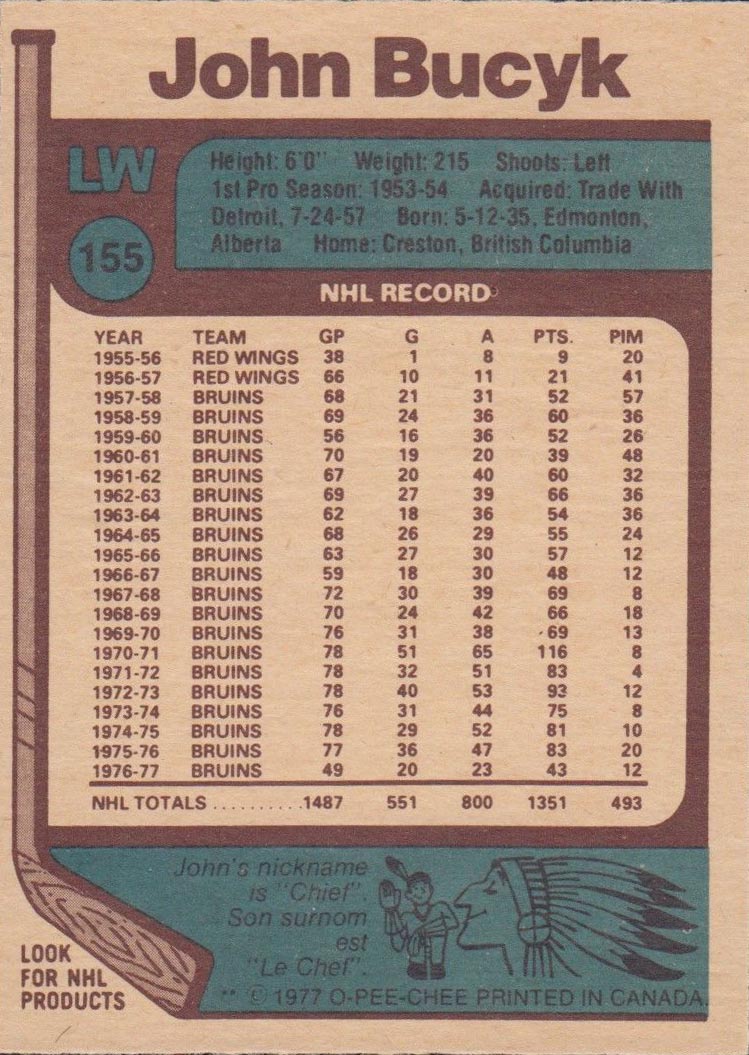 John Bucyk
LW
155
Height: 6'0" Weight: 215 Shoots: Left
1st Pro Season: 1953-54 Acquired: Trade With
Detroit, 7-24-57 Born: 5-12-35, Edmonton,
Alberta Home: Creston, British Columbia
NHL RECORD
YEAR TEAM GP G A PTS. PIM
1955-56 RED WINGS 38 1 8 9 20
1956-57 RED WINGS 66 10 11 21 41
1957-58 BRUINS 68 21 31 52 57
1958-59 BRUINS 69 24 36 60 36
1959-60 BRUINS 56 16 36 52 26
1960-61 BRUINS 70 19 20 39 48
1961-62 BRUINS 67 20 40 60 32
1962-63 BRUINS 69 27 39 66 36
1963-64 BRUINS 62 18 36 54 36
1964-65 BRUINS 68 26 29 55 24
1965-66 BRUINS 63 27 30 57 12
1966-67 BRUINS 59 18 30 48 12
1967-68 BRUINS 72 30 39 69 8
1968-69 BRUINS 70 24 42 66 18
1969-70 BRUINS 76 31 38 69 13
1970-71 BRUINS 78 51 65 116 8
1971-72 BRUINS 78 32 51 83 4
1972-73 BRUINS 78 40 53 93 12
1973-74 BRUINS 76 31 44 75 8
1974-75 BRUINS 78 29 52 81 10
1975-76 BRUINS 77 36 47 83 20
1976-77 BRUINS 49 20 23 43 12
NHL TOTALS ..........1487 551 800 1351 493
John's nickname
is "Chief".
Son surnom
est
"Le Chef".
LOOK
FOR NHL
PRODUCTS
** © 1977 O-PEE-CHEE PRINTED IN CANADA.